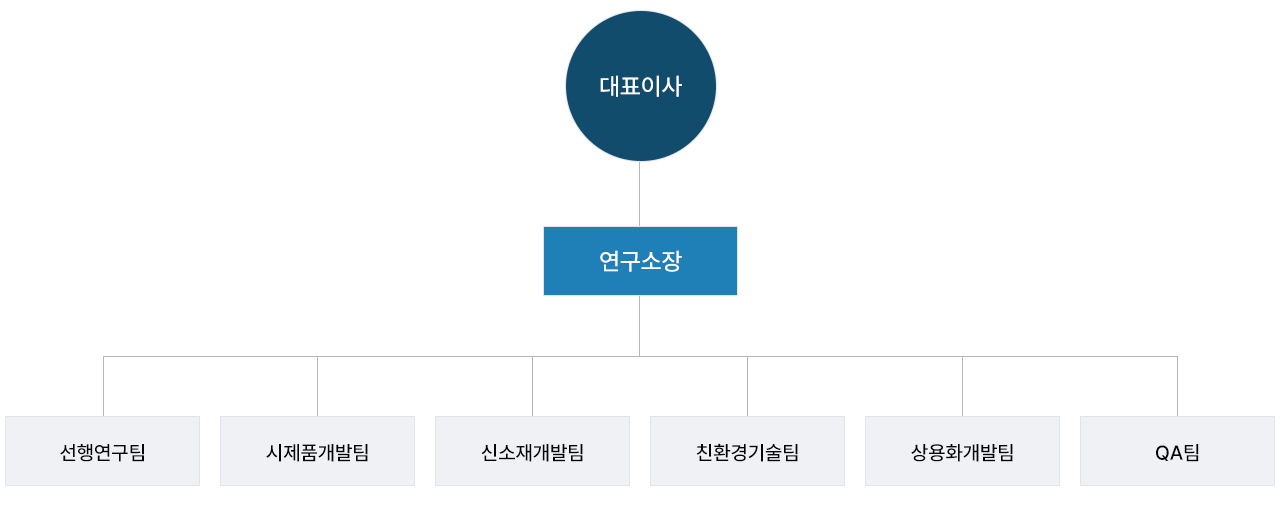 대표이사
연구소장
선행연구팀
시제품개발팀
신소재개발팀
친환경기술팀
상용화개발팀
QA팀